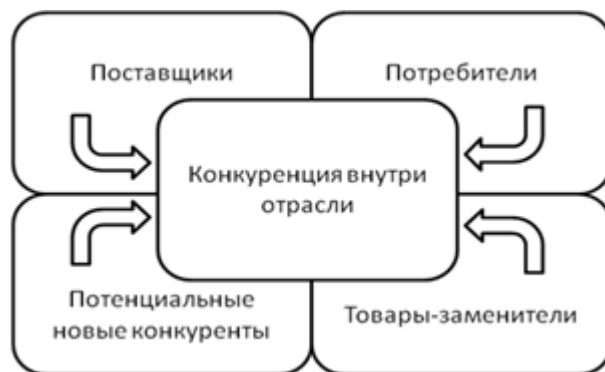 Поставщики
Потребители
Конкуренция внутри
отрасли
Потенциальные
новые конкуренты
Товары-заменители